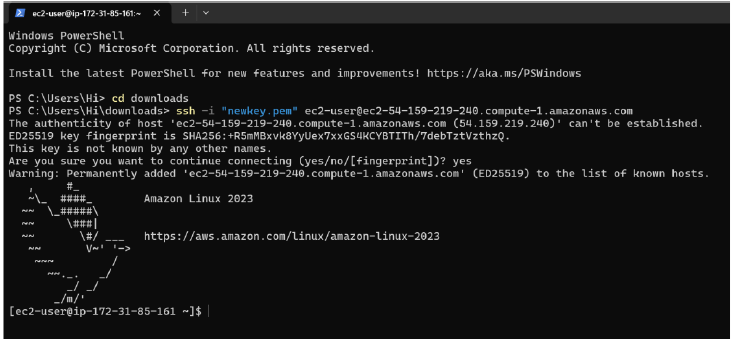 ec2-user@ip-172-31-85-161:~
Windows PowerShell
Copyright (C) Microsoft Corporation. All rights reserved.
Install the latest PowerShell for new features and improvements! https://aka.ms/PSWindows
PS C:\Users\Hi> cd downloads
PS C:\Users\Hi\downloads> ssh -i "newkey.pem" ec2-user@ec2-54-159-219-240.compute-1.amazonaws.com
The authenticity of host 'ec2-54-159-219-240.compute-1.amazonaws.com (54.159.219.240)' can't be established.
ED25519 key fingerprint is SHA256:+R5mMBxvk8YyUex7xxGS4KCYBTITh/7debTztVzthzQ.
This key is not known by any other names.
Are you sure you want to continue connecting (yes/no/[fingerprint])? yes
Warning: Permanently added 'ec2-54-159-219-240.compute-1.amazonaws.com' (ED25519) to the list of known hosts.
   ,     #_
   ~\_  ####_        Amazon Linux 2023
  ~~  \_#####\
  ~~     \###|
  ~~       \#/ ___   https://aws.amazon.com/linux/amazon-linux-2023
   ~~       V~' '->
    ~~~         /
      ~~._.   _/
         _/ _/
       _/m/'
[ec2-user@ip-172-31-85-161 ~]$